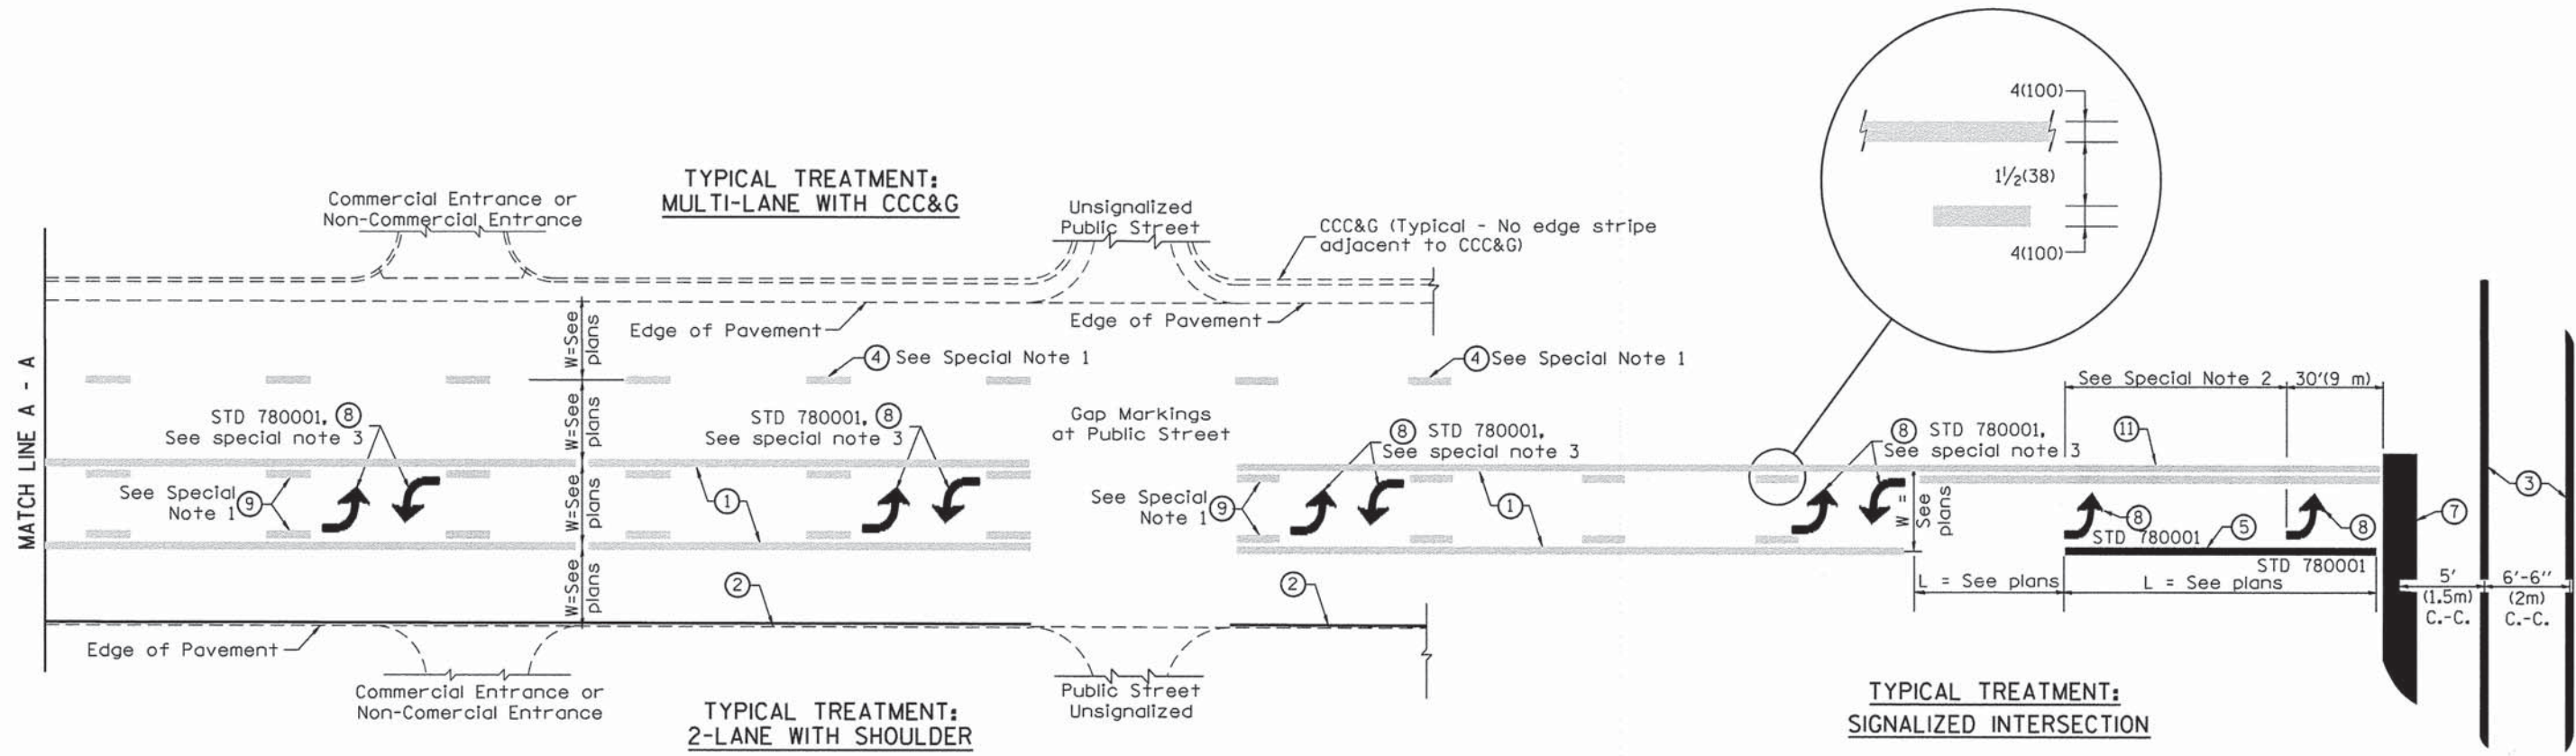 4(100)
1½(38)
4(100)
TYPICAL TREATMENT:
MULTI-LANE WITH CCC&G
Commercial Entrance or
Non-Commercial Entrance
Unsignalized
Public Street
CCC&G (Typical - No edge stripe
adjacent to CCC&G)
Edge of Pavement
Edge of Pavement
MATCH LINE A - A
W=See
plans
W=See
plans
W=See
plans
W=See
plans
4 See Special Note 1
4 See Special Note 1
STD 780001, 8
See special note 3
STD 780001, 8
See special note 3
Gap Markings
at Public Street
8 STD 780001,
See special note 3
8 STD 780001,
See special note 3
See Special Note 2
30'(9 m)
11
See Special
Note 1 9
1
See Special
Note 1 9
1
W =
See
plans
8
STD 780001
5
8
7
3
STD 780001
L = See plans
L = See plans
5'
(1.5m)
C.-C.
6'-6"
(2m)
C.-C.
2
2
Edge of Pavement
Commercial Entrance or
Non-Comercial Entrance
Public Street
Unsignalized
TYPICAL TREATMENT:
2-LANE WITH SHOULDER
TYPICAL TREATMENT:
SIGNALIZED INTERSECTION